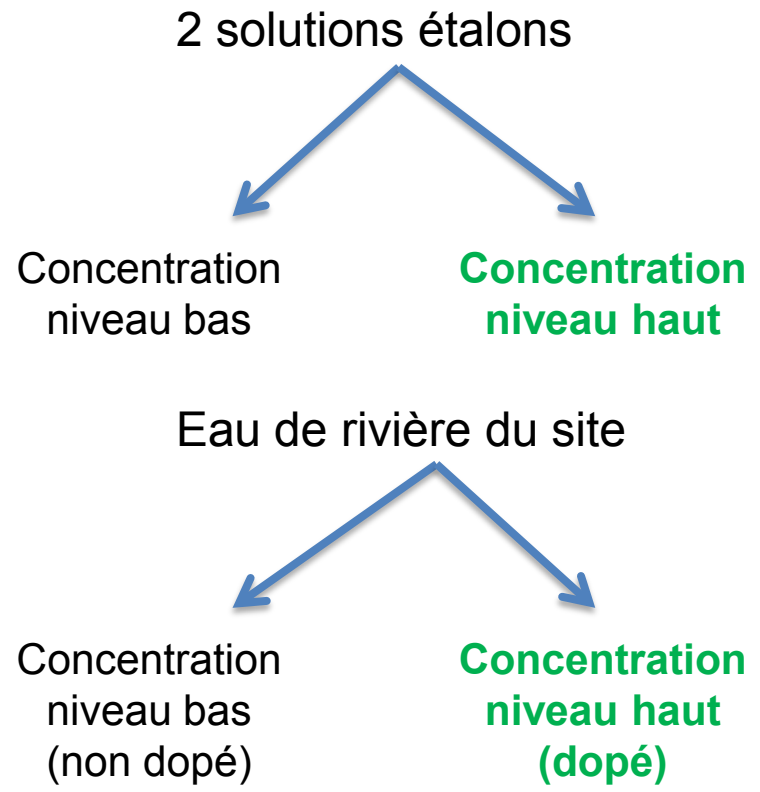 2 solutions étalons
Concentration
niveau bas
Concentration
niveau haut
Eau de rivière du site
Concentration
niveau bas
(non dopé)
Concentration
niveau haut
(dopé)